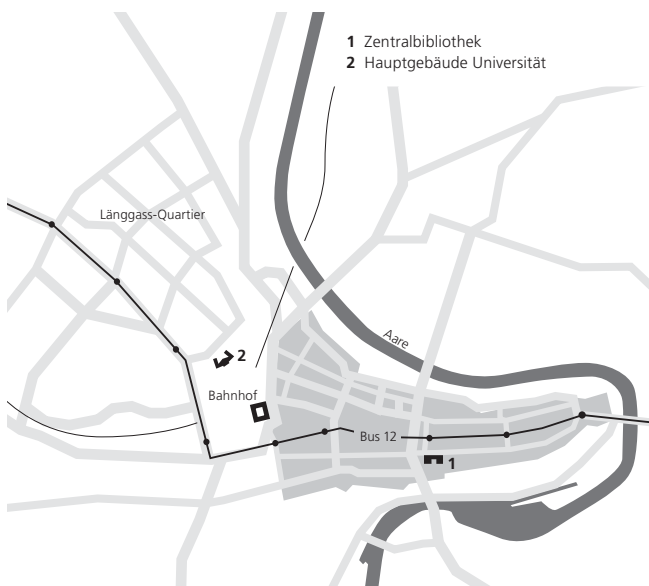 1 Zentralbibliothek
2 Hauptgebäude Universität
Länggass-Quartier
Aare
2
Bahnhof
Bus 12
1